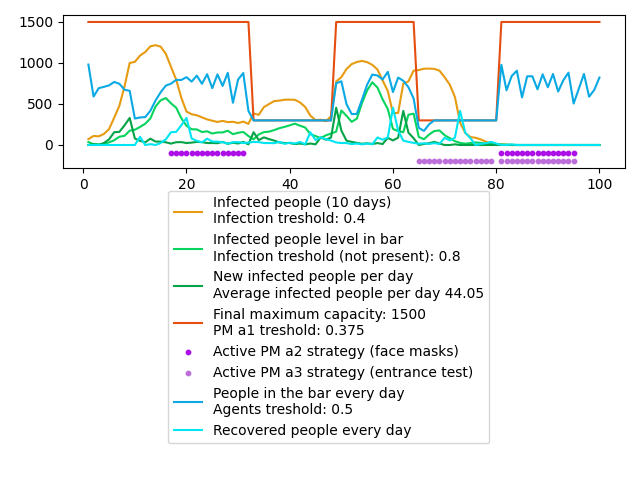 1500
1000
500
0
0 20 40 60 80 100
Infected people (10 days)
Infection treshold: 0.4
Infected people level in bar
Infection treshold (not present): 0.8
New infected people per day
Average infected people per day 44.05
Final maximum capacity: 1500
PM a1 treshold: 0.375
Active PM a2 strategy (face masks)
Active PM a3 strategy (entrance test)
People in the bar every day
Agents treshold: 0.5
Recovered people every day